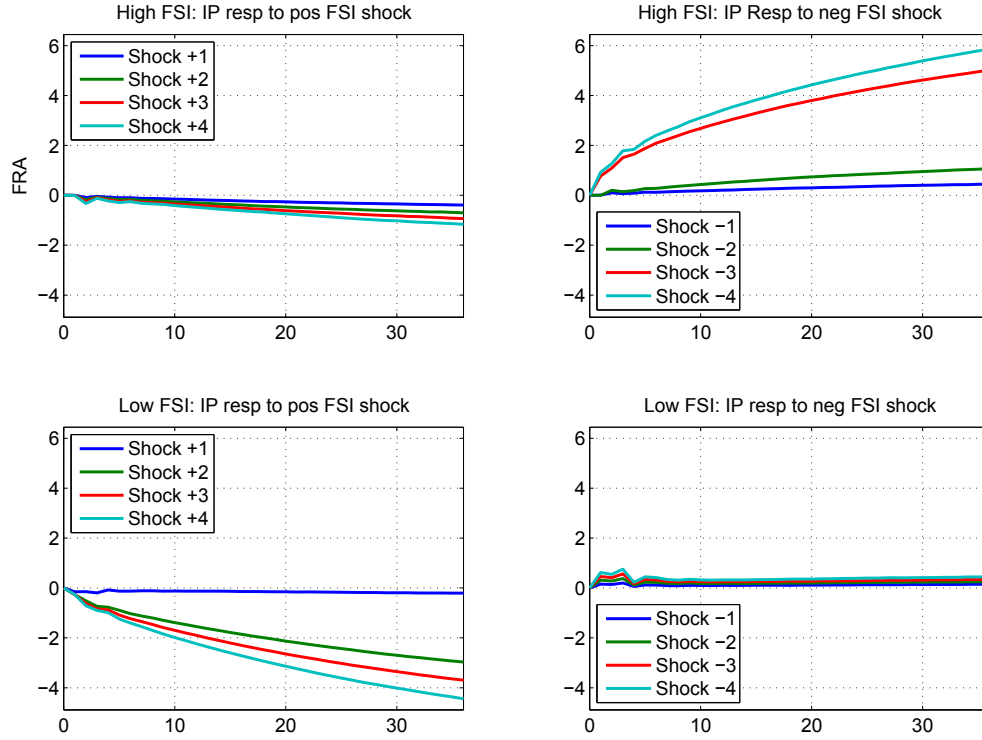 High FSI: IP resp to pos FSI shock
6
4
2
0
−2
−4
FRA
Shock +1
Shock +2
Shock +3
Shock +4
0
10
20
30
High FSI: IP Resp to neg FSI shock
6
4
2
0
−2
−4
Shock −1
Shock −2
Shock −3
Shock −4
0
10
20
30
Low FSI: IP resp to pos FSI shock
6
4
2
0
−2
−4
Shock +1
Shock +2
Shock +3
Shock +4
0
10
20
30
Low FSI: IP resp to neg FSI shock
6
4
2
0
−2
−4
Shock −1
Shock −2
Shock −3
Shock −4
0
10
20
30